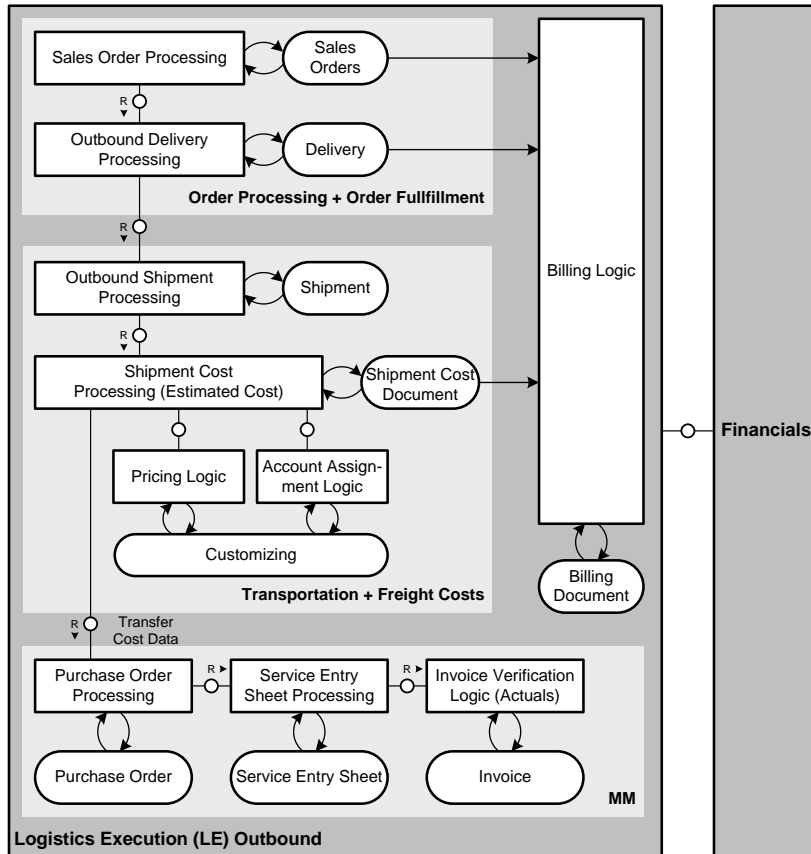 Sales Order Processing
Sales
Orders
R
Outbound Delivery
Processing
Delivery
Order Processing + Order Fullfillment
R
Billing Logic
Outbound Shipment
Processing
Shipment
R
Shipment Cost
Processing (Estimated Cost)
Shipment Cost
Document
Financials
Pricing Logic
Account Assign-
ment Logic
Customizing
Billing
Document
Transportation + Freight Costs
R
Transfer
Cost Data
Purchase Order
Processing
R
Service Entry
Sheet Processing
R
Invoice Verification
Logic (Actuals)
Purchase Order
Service Entry Sheet
Invoice
MM
Logistics Execution (LE) Outbound